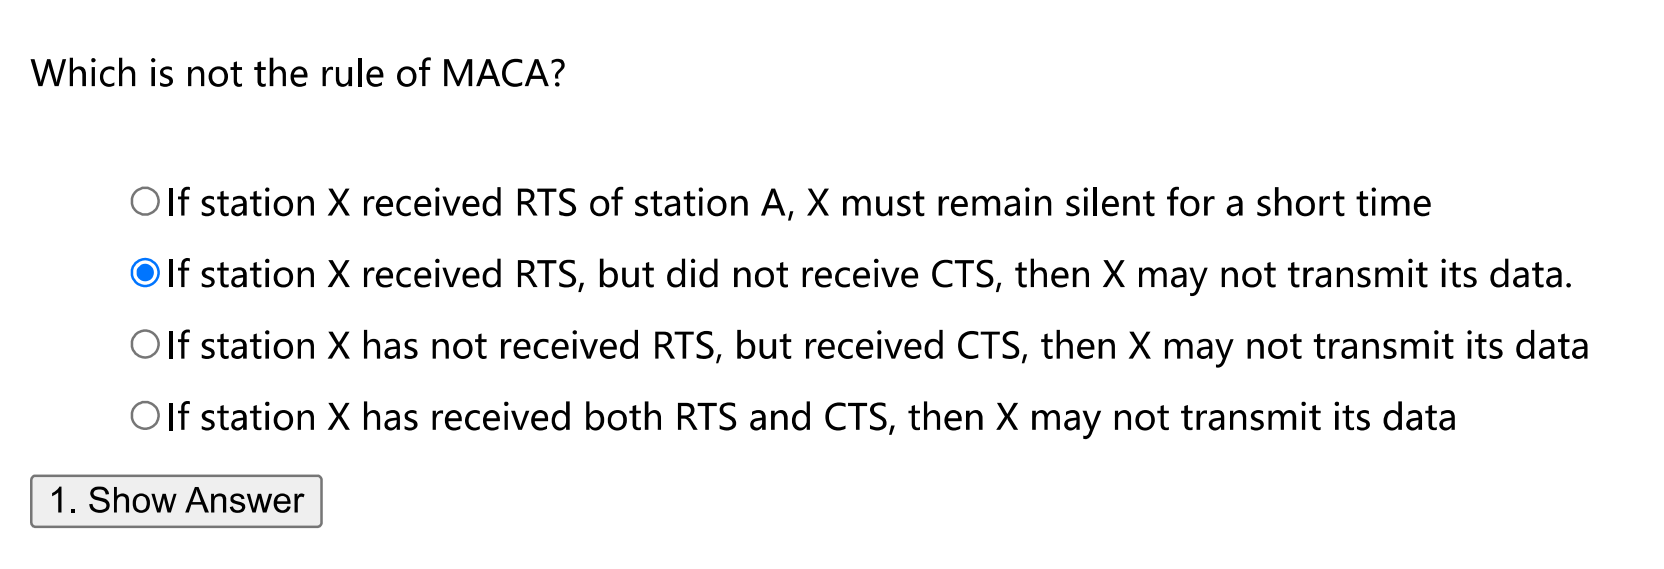 Which is not the rule of MACA?
If station X received RTS of station A, X must remain silent for a short time
If station X received RTS, but did not receive CTS, then X may not transmit its data.
If station X has not received RTS, but received CTS, then X may not transmit its data
If station X has received both RTS and CTS, then X may not transmit its data
1. Show Answer